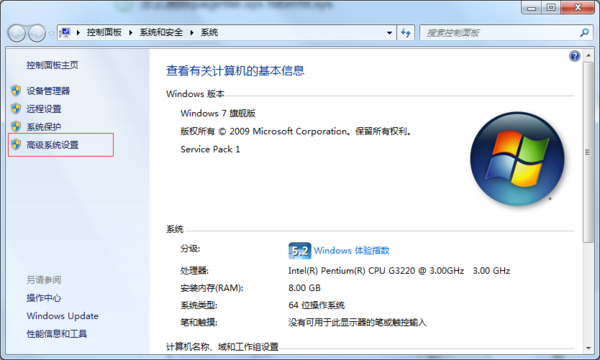 控制面板 ▸ 系统和安全 ▸ 系统
搜索控制面板
控制面板主页
设备管理器
远程设置
系统保护
高级系统设置
另请参阅
操作中心
Windows Update
性能信息和工具
查看有关计算机的基本信息
Windows 版本
Windows 7 旗舰版
版权所有 © 2009 Microsoft Corporation。保留所有权利。
Service Pack 1
系统
分级: 5.2 Windows 体验指数
处理器: Intel(R) Pentium(R) CPU G3220 @ 3.00GHz 3.00 GHz
安装内存(RAM): 8.00 GB
系统类型: 64 位操作系统
笔和触摸: 没有可用于此显示器的笔或触控输入
计算机名称、域和工作组设置